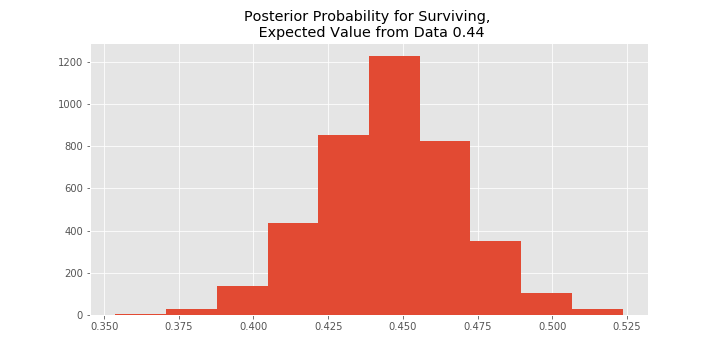 Posterior Probability for Surviving,
Expected Value from Data 0.44
1200
1000
800
600
400
200
0
0.350 0.375 0.400 0.425 0.450 0.475 0.500 0.525